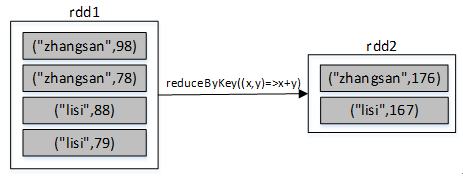 rdd1
("zhangsan",98)
("zhangsan",78)
("lisi",88)
("lisi",79)
reduceByKey((x,y)=>x+y)
rdd2
("zhangsan",176)
("lisi",167)